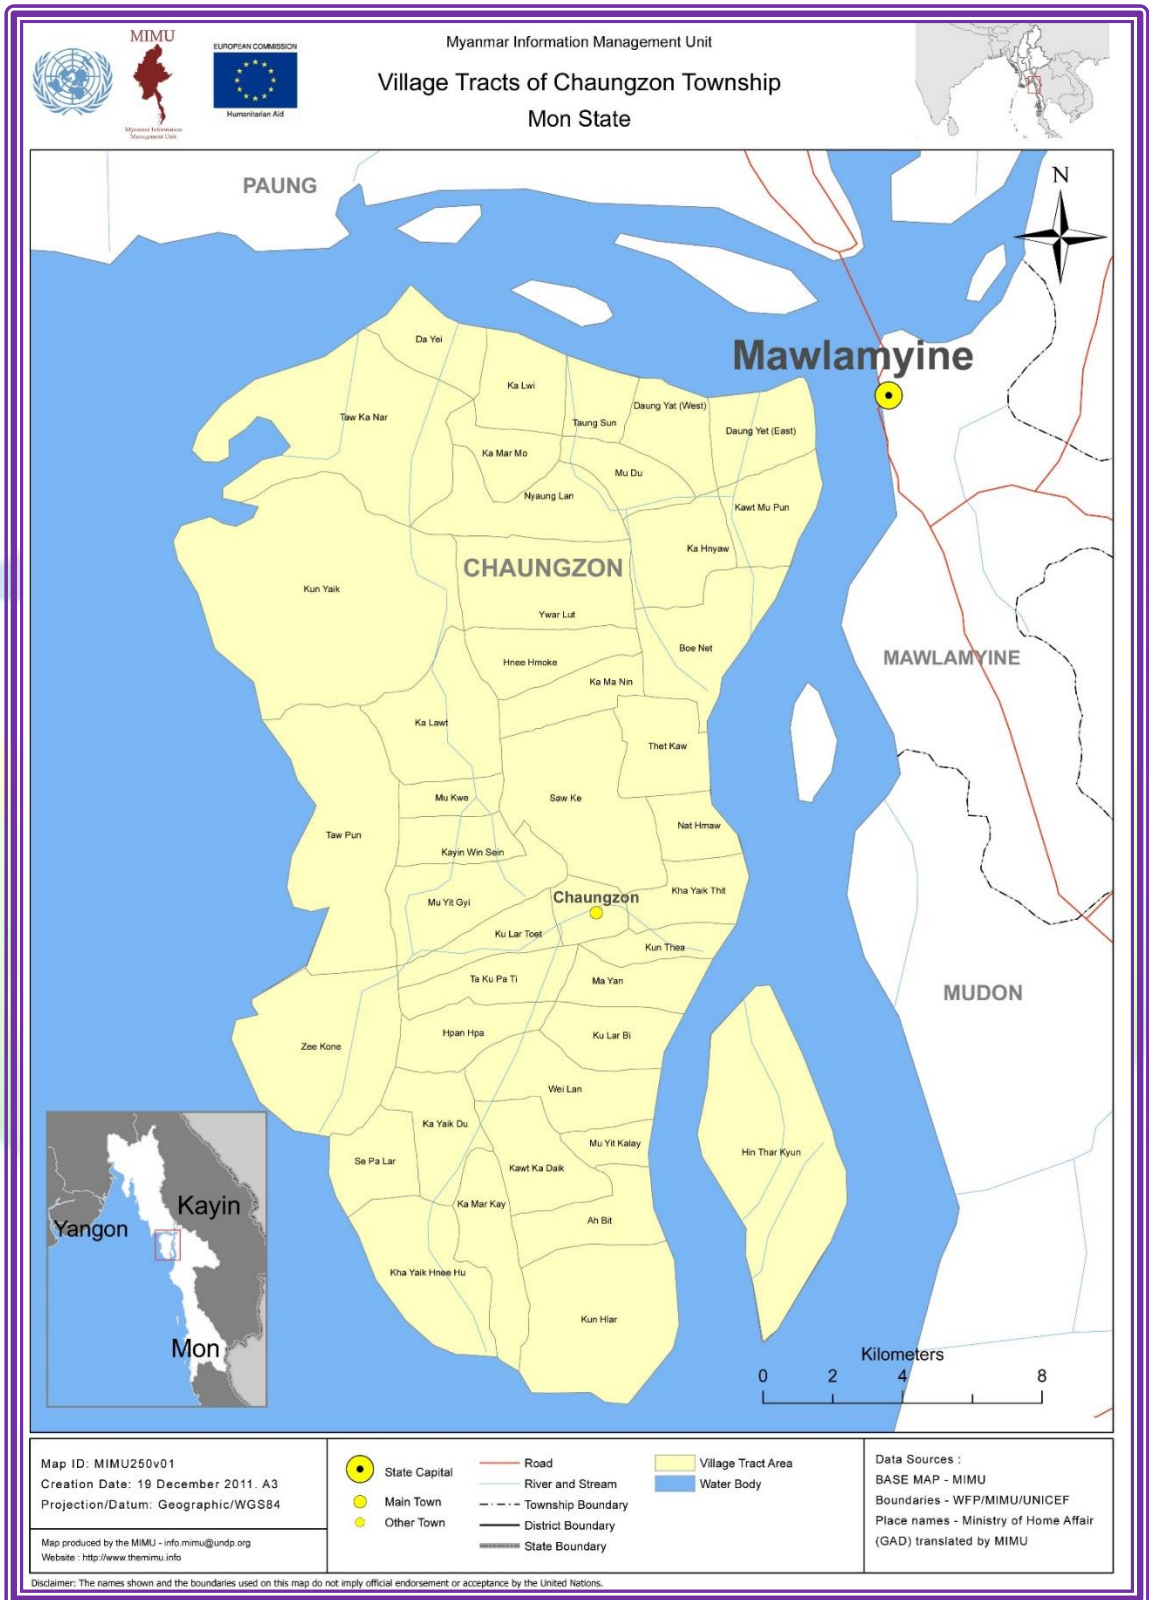 MIMU
Myanmar Information
Management Unit
EUROPEAN COMMISSION
Humanitarian Aid
Myanmar Information Management Unit
Village Tracts of Chaungzon Township
Mon State
PAUNG
N
Da Yei
Mawlamyine
Ka Lwi
Daung Yat (West)
Taw Ka Nar
Taung Sun
Daung Yet (East)
Ka Mar Mo
Mu Du
Nyaung Lan
Kawt Mu Pun
Ka Hnyaw
CHAUNGZON
Kun Yaik
Ywar Lut
Boe Net
MAWLAMYINE
Hnee Hmoke
Ka Ma Nin
Ka Lawt
Thet Kaw
Mu Kwe
Saw Ke
Nat Hmaw
Taw Pun
Kayin Win Sein
Kha Yaik Thit
Chaungzon
Mu Yit Gyi
Ku Lar Toet
Kun Thea
Ta Ku Pa Ti
Ma Yan
MUDON
Hpan Hpa
Ku Lar Bi
Zee Kone
Wei Lan
Ka Yaik Du
Mu Yit Kalay
Hin Thar Kyun
Se Pa Lar
Kawt Ka Daik
Ka Mar Kay
Ah Bit
Kha Yaik Hnee Hu
Kun Hlar
Kayin
Yangon
Mon
Kilometers
0 2 4 8
Map ID: MIMU250v01
Creation Date: 19 December 2011. A3
Projection/Datum: Geographic/WGS84
Map produced by the MIMU - info.mimu@undp.org
Website : http://www.themimu.info
State Capital
Main Town
Other Town
Road
River and Stream
Township Boundary
District Boundary
State Boundary
Village Tract Area
Water Body
Data Sources :
BASE MAP - MIMU
Boundaries - WFP/MIMU/UNICEF
Place names - Ministry of Home Affair
(GAD) translated by MIMU
Disclaimer: The names shown and the boundaries used on this map do not imply official endorsement or acceptance by the United Nations.